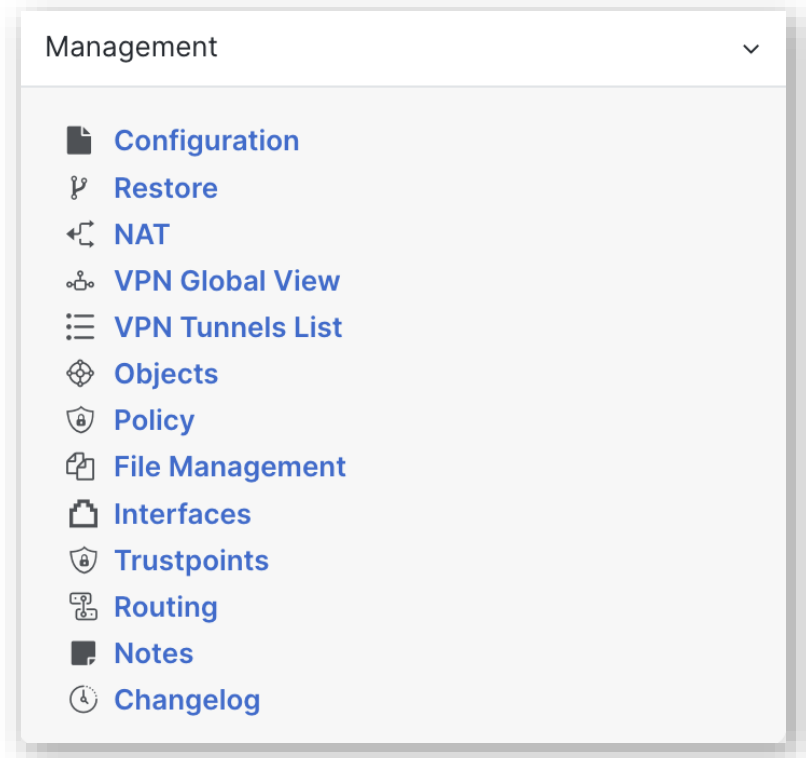 Management
Configuration
Restore
NAT
VPN Global View
VPN Tunnels List
Objects
Policy
File Management
Interfaces
Trustpoints
Routing
Notes
Changelog